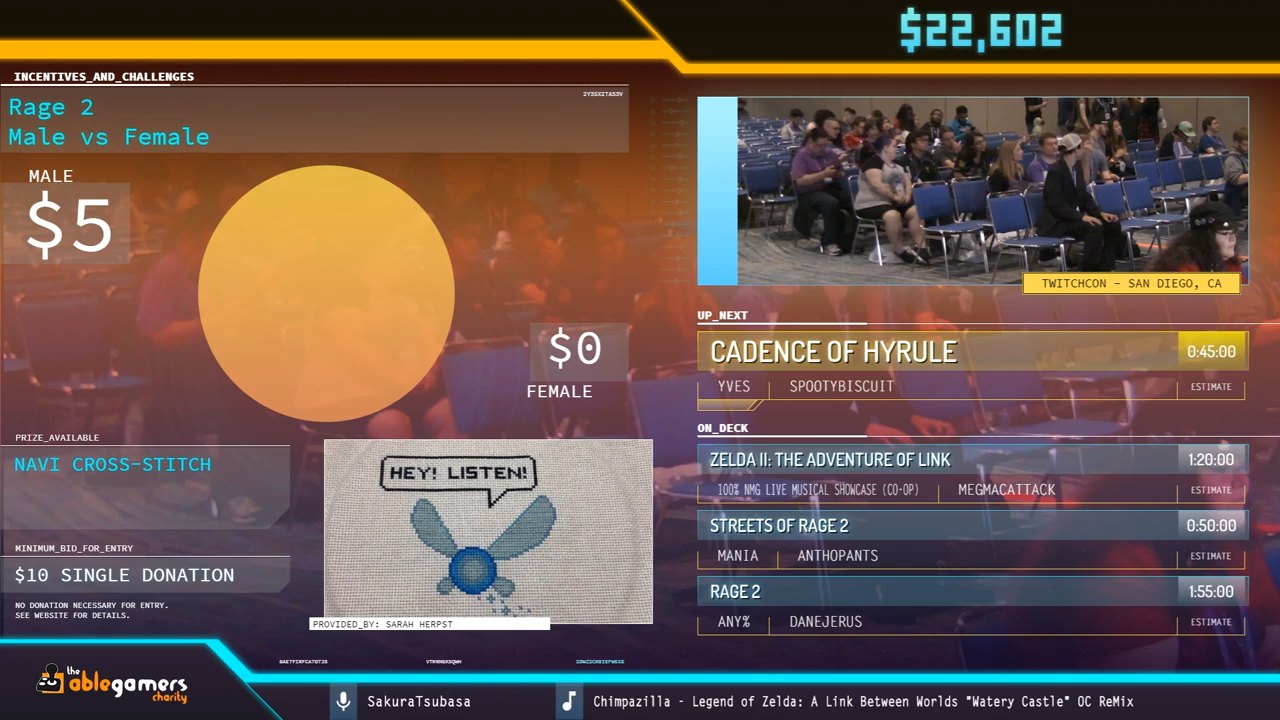 $22,602
INCENTIVES_AND_CHALLENGES
Rage 2
Male vs Female
2Y3SX2TAS3V
MALE
$5
$0
FEMALE
PRIZE_AVAILABLE
NAVI CROSS-STITCH
MINIMUM_BID_FOR_ENTRY
$10 SINGLE DONATION
NO DONATION NECESSARY FOR ENTRY.
SEE WEBSITE FOR DETAILS.
HEY! LISTEN!
PROVIDED_BY: SARAH HERPST
TWITCHCON - SAN DIEGO, CA
UP_NEXT
CADENCE OF HYRULE 0:45:00
YVES SPOOTYBISCUIT ESTIMATE
ON_DECK
ZELDA II: THE ADVENTURE OF LINK 1:20:00
100% NMG LIVE MUSICAL SHOWCASE (CO-OP) MEGMACATTACK ESTIMATE
STREETS OF RAGE 2 0:50:00
MANIA ANTHOPANTS ESTIMATE
RAGE 2 1:55:00
ANY% DANEJERUS ESTIMATE
the
ablegamers
charity
SakuraTsubasa
Chimpazilla - Legend of Zelda: A Link Between Worlds "Watery Castle" OC ReMix